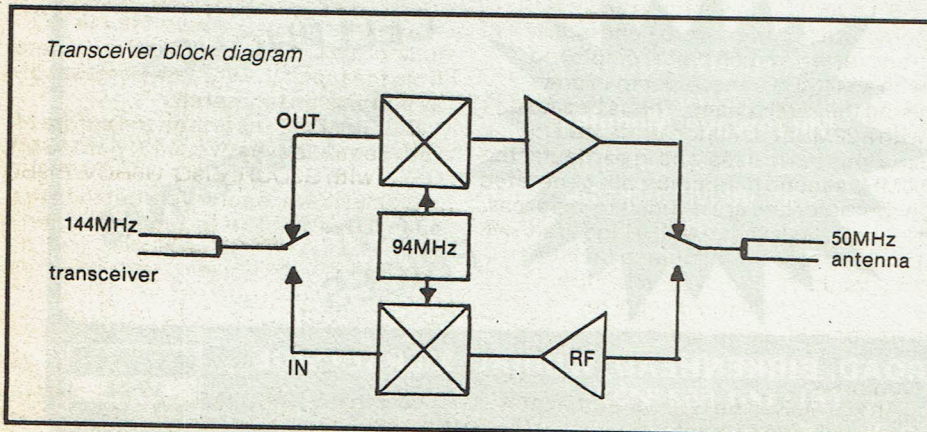 Transceiver block diagram
OUT
144MHz
transceiver
94MHz
50MHz
antenna
IN
RF